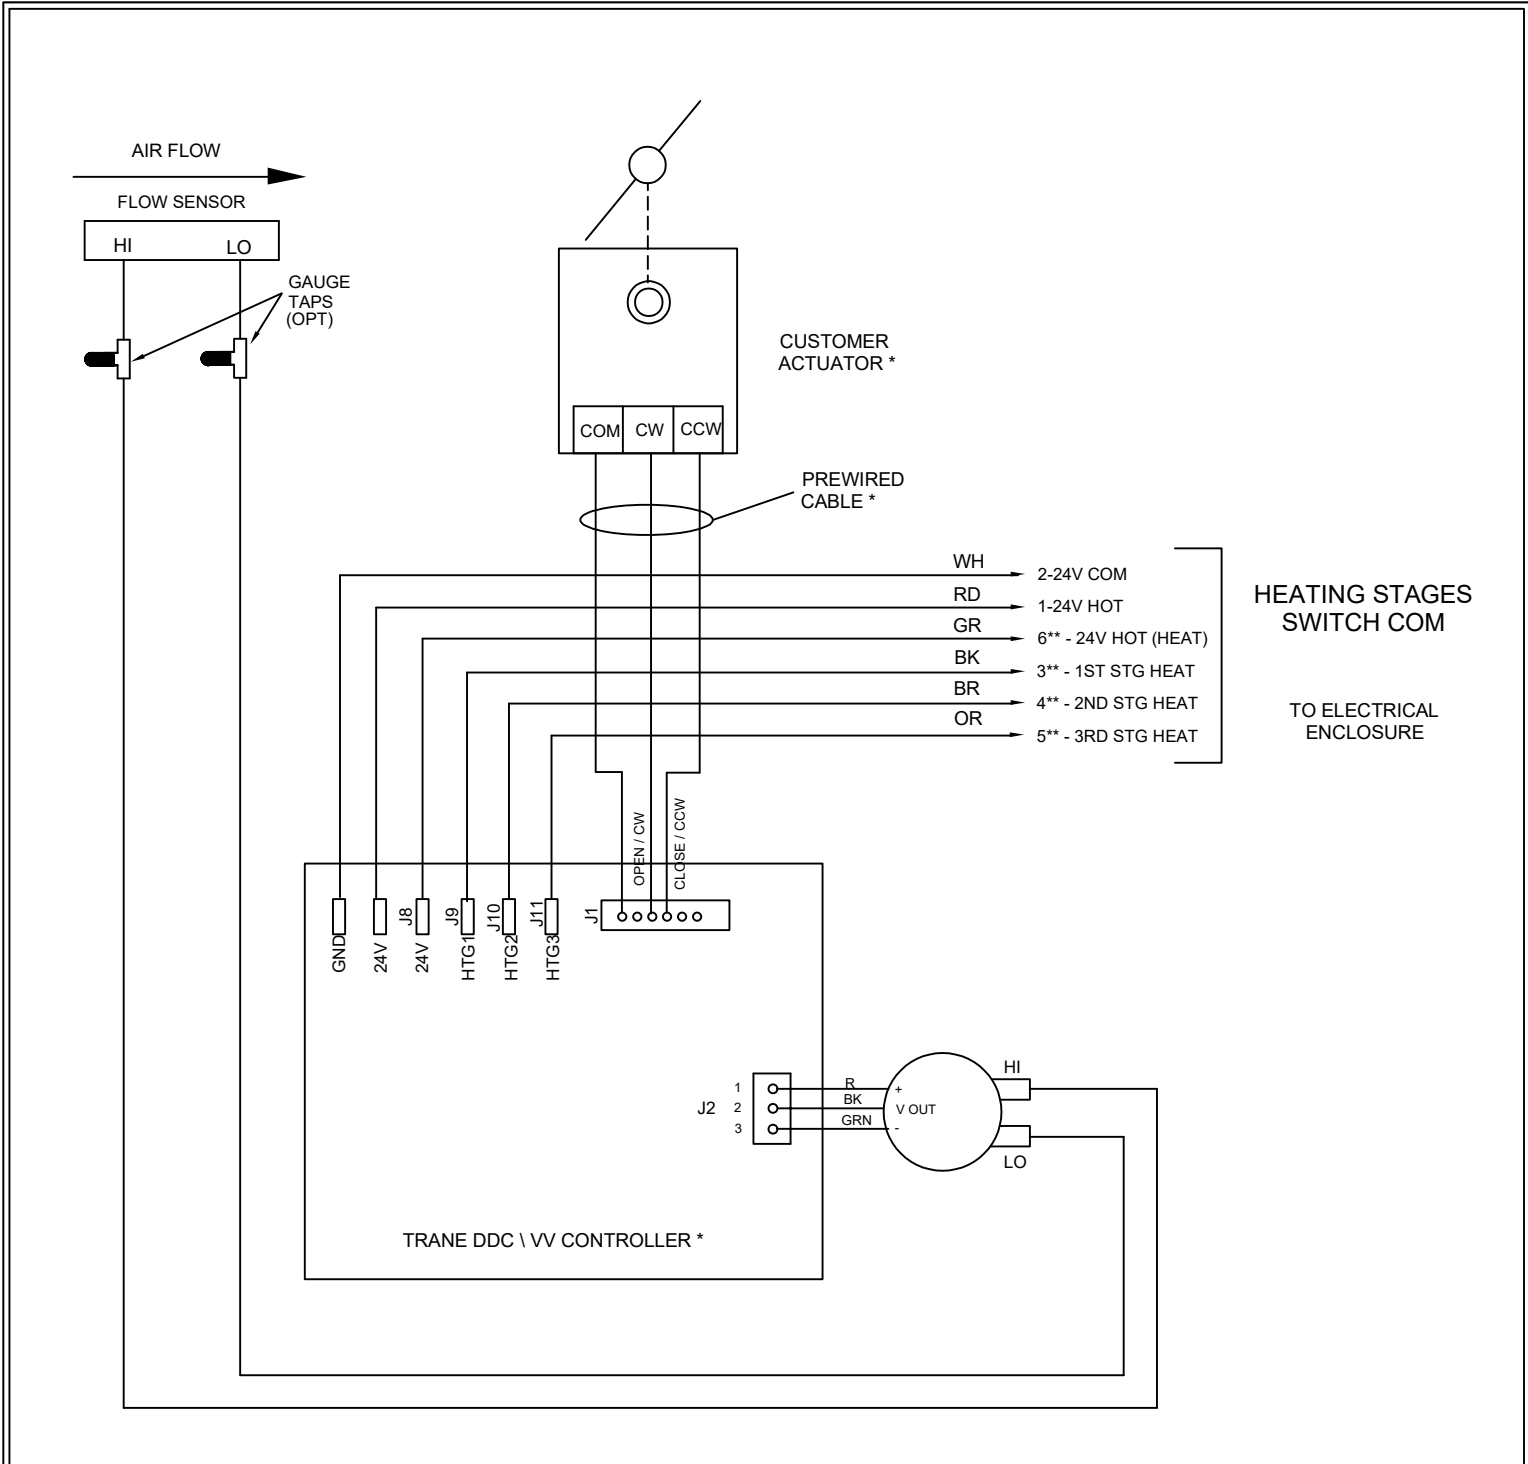 AIR FLOW
FLOW SENSOR
HI
LO
GAUGE
TAPS
(OPT)
CUSTOMER
ACTUATOR *
COM
CW
CCW
PREWIRED
CABLE *
WH
2-24V COM
RD
1-24V HOT
GR
6** - 24V HOT (HEAT)
BK
3** - 1ST STG HEAT
BR
4** - 2ND STG HEAT
OR
5** - 3RD STG HEAT
HEATING STAGES
SWITCH COM
TO ELECTRICAL
ENCLOSURE
OPEN / CW
CLOSE / CCW
GND
24V
J8
24V
J9
HTG1
J10
HTG2
J11
HTG3
J1
J2
1
2
3
R
BK
GRN
+
V OUT
-
HI
LO
TRANE DDC \ VV CONTROLLER *